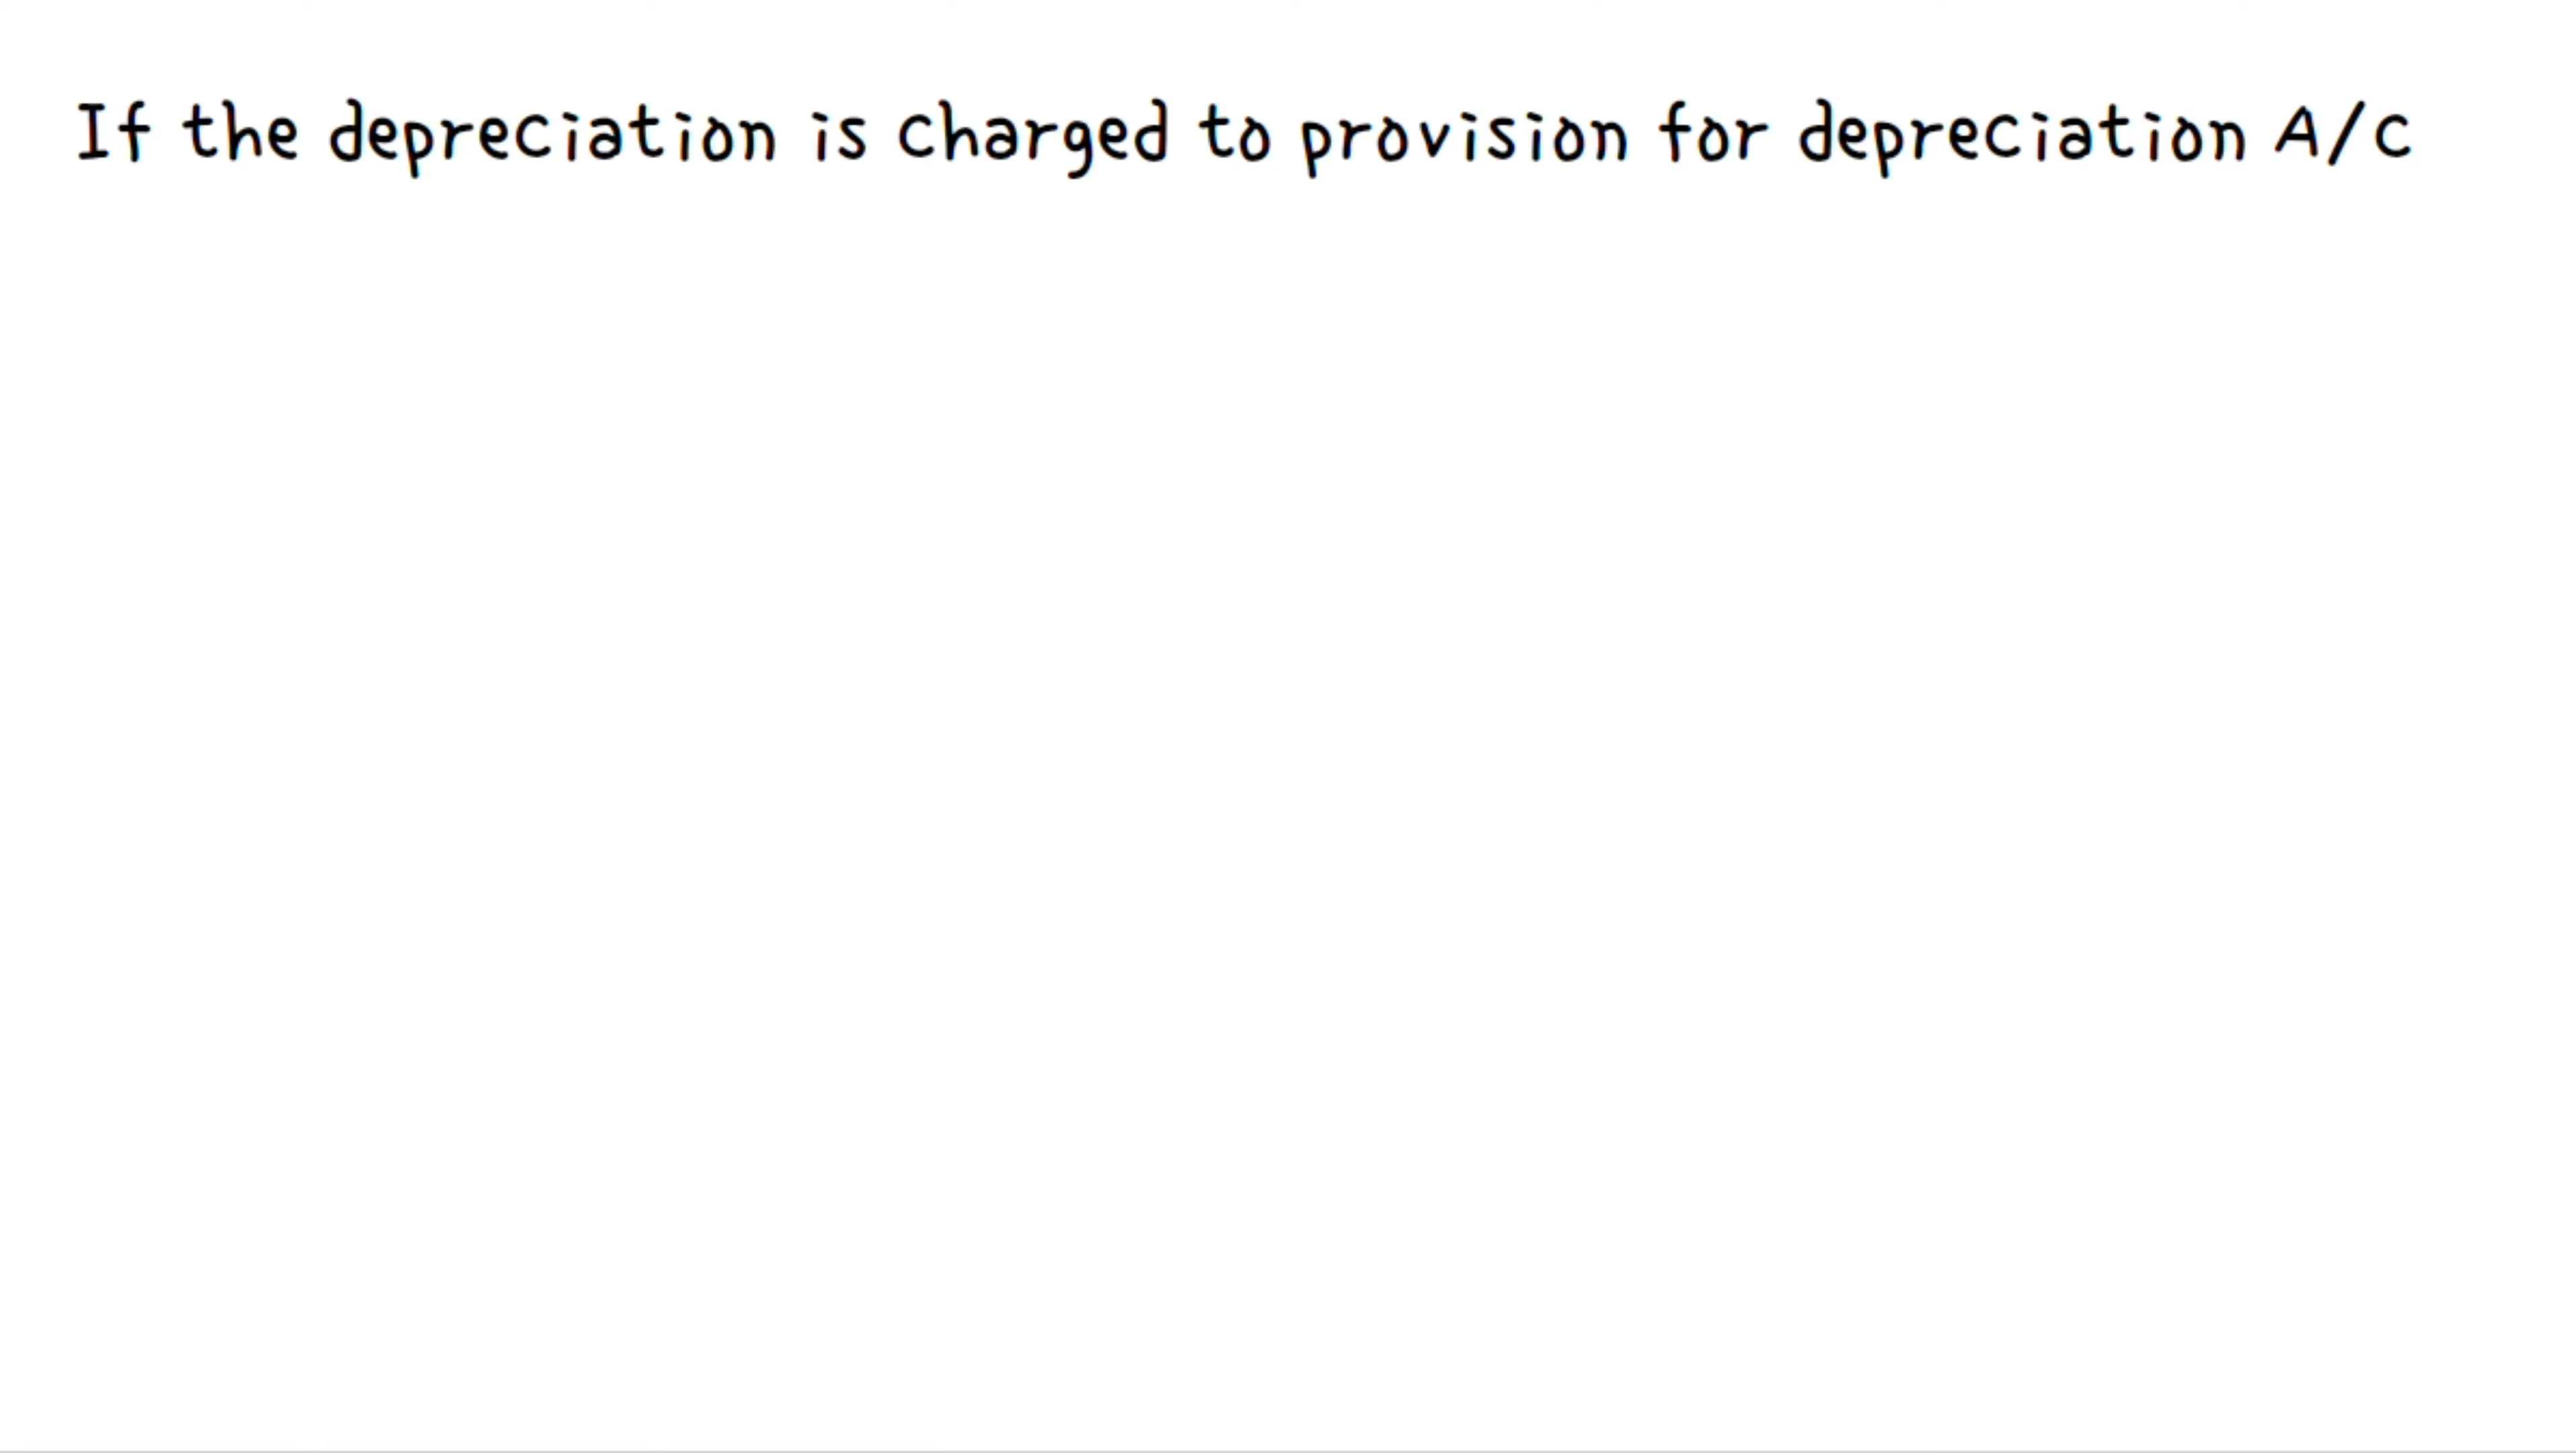 If the depreciation is charged to provision for depreciation A/c